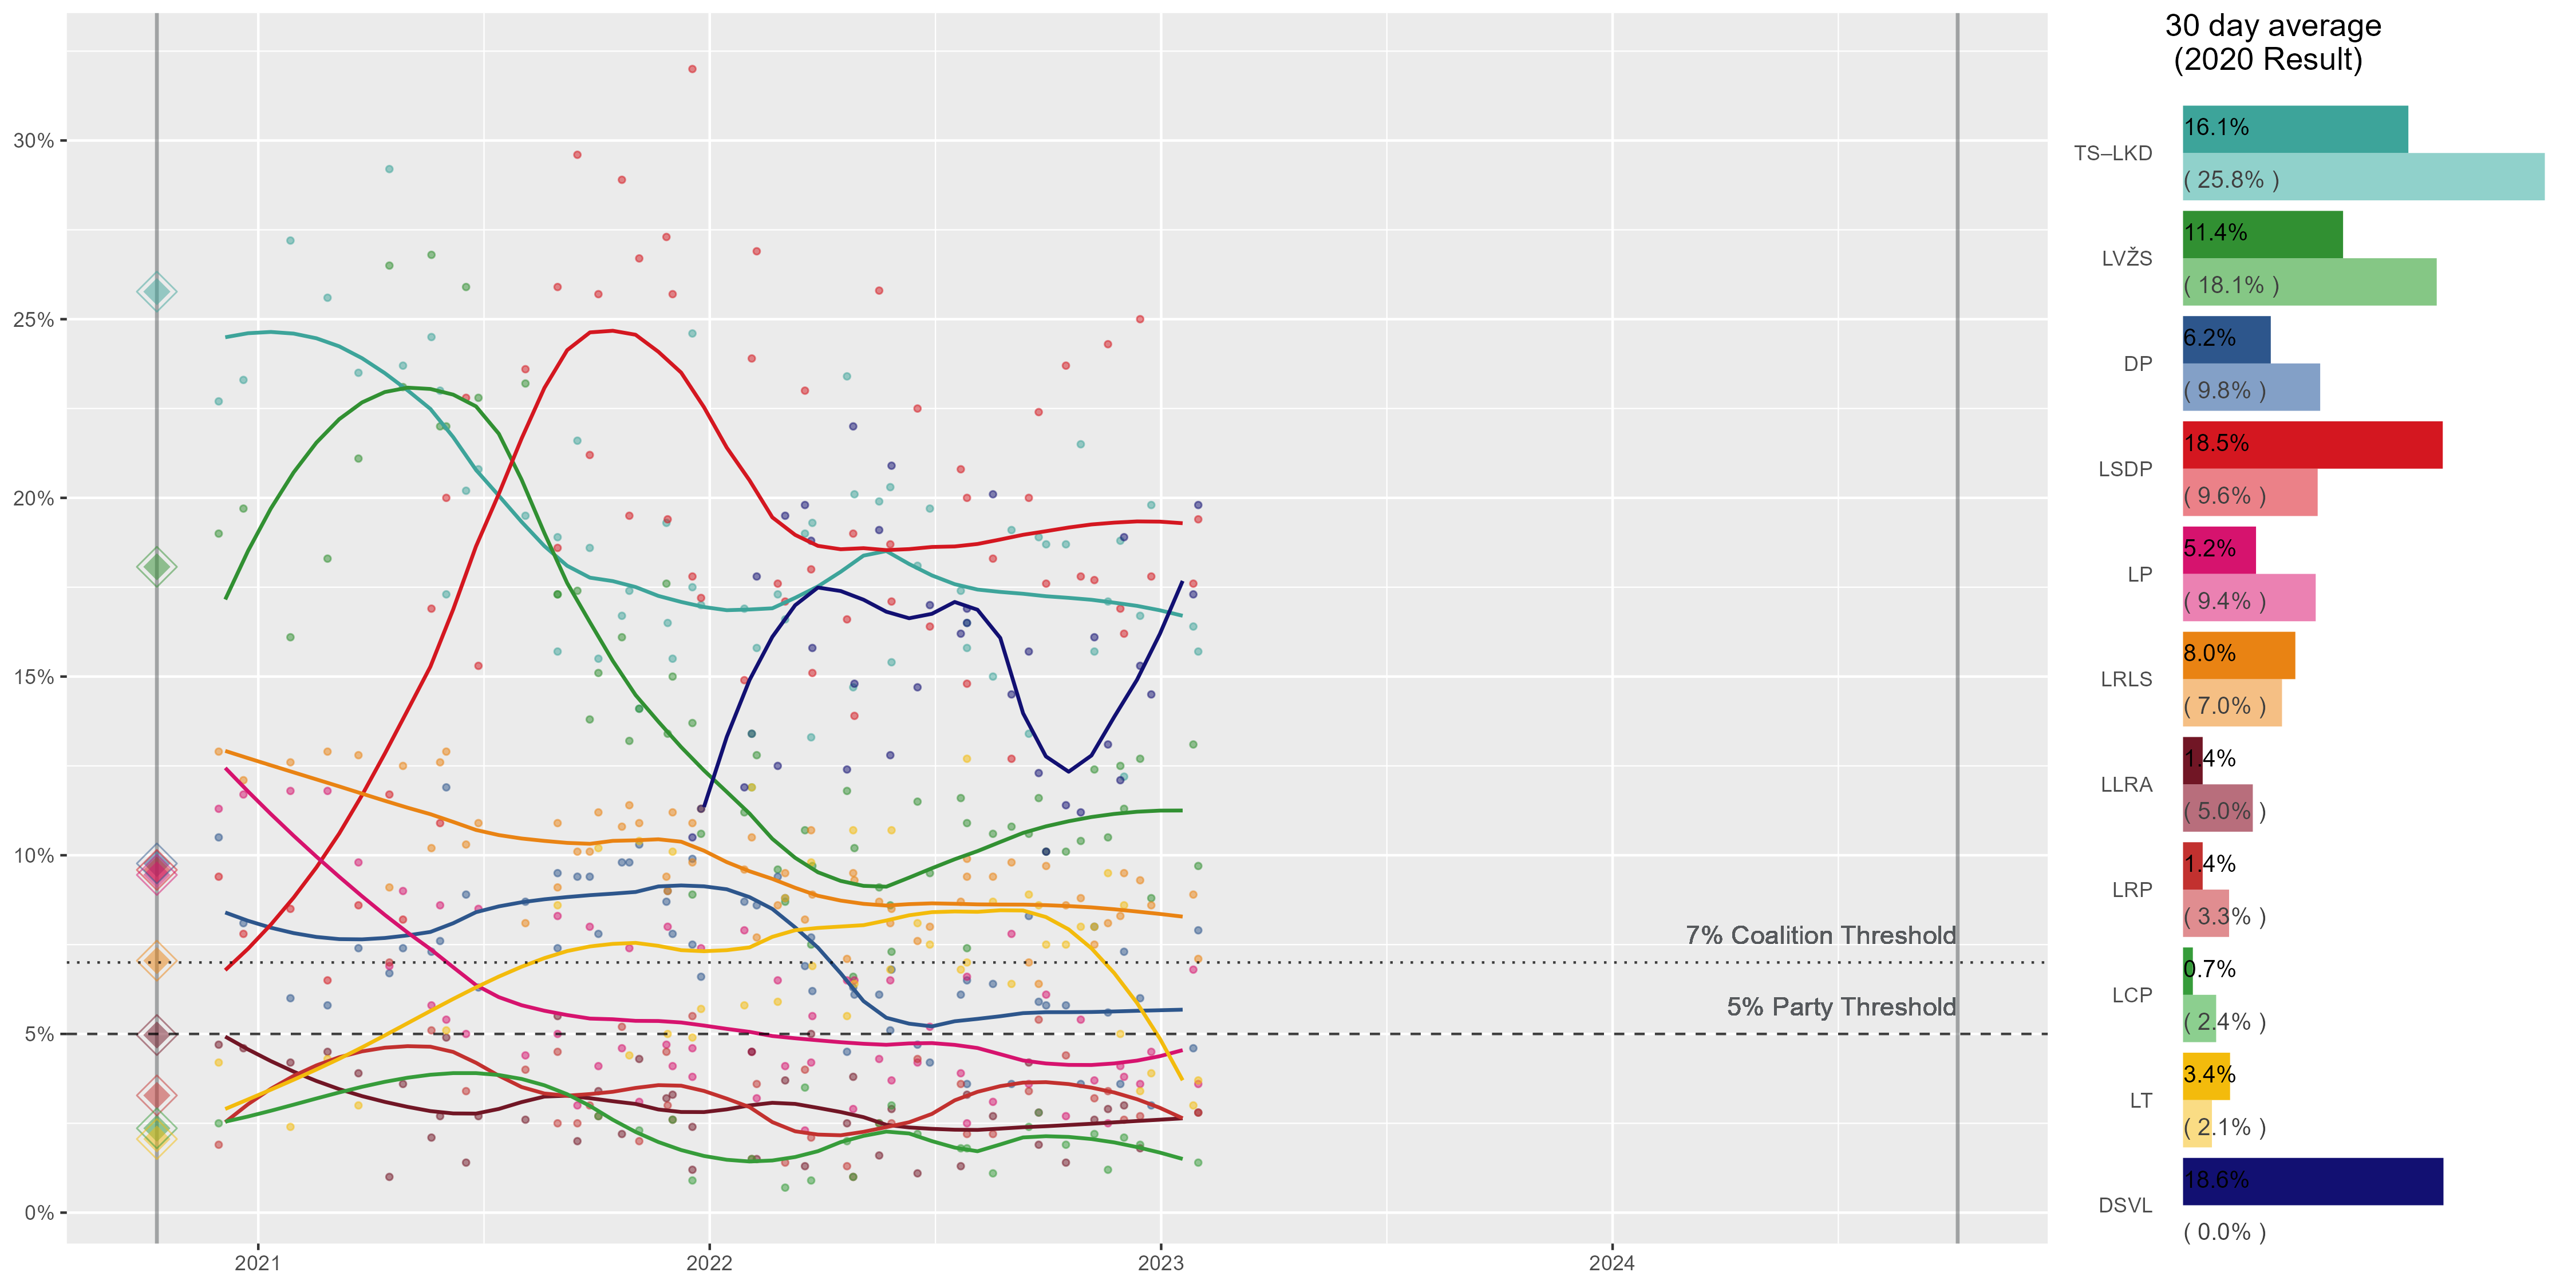 30 day average
(2020 Result)
30%
25%
20%
15%
10%
5%
0%
2021
2022
2023
2024
7% Coalition Threshold
5% Party Threshold
TS–LKD
16.1%
( 25.8% )
LVŽS
11.4%
( 18.1% )
DP
6.2%
( 9.8% )
LSDP
18.5%
( 9.6% )
LP
5.2%
( 9.4% )
LRLS
8.0%
( 7.0% )
LLRA
1.4%
( 5.0% )
LRP
1.4%
( 3.3% )
LCP
0.7%
( 2.4% )
LT
3.4%
( 2.1% )
DSVL
18.6%
( 0.0% )